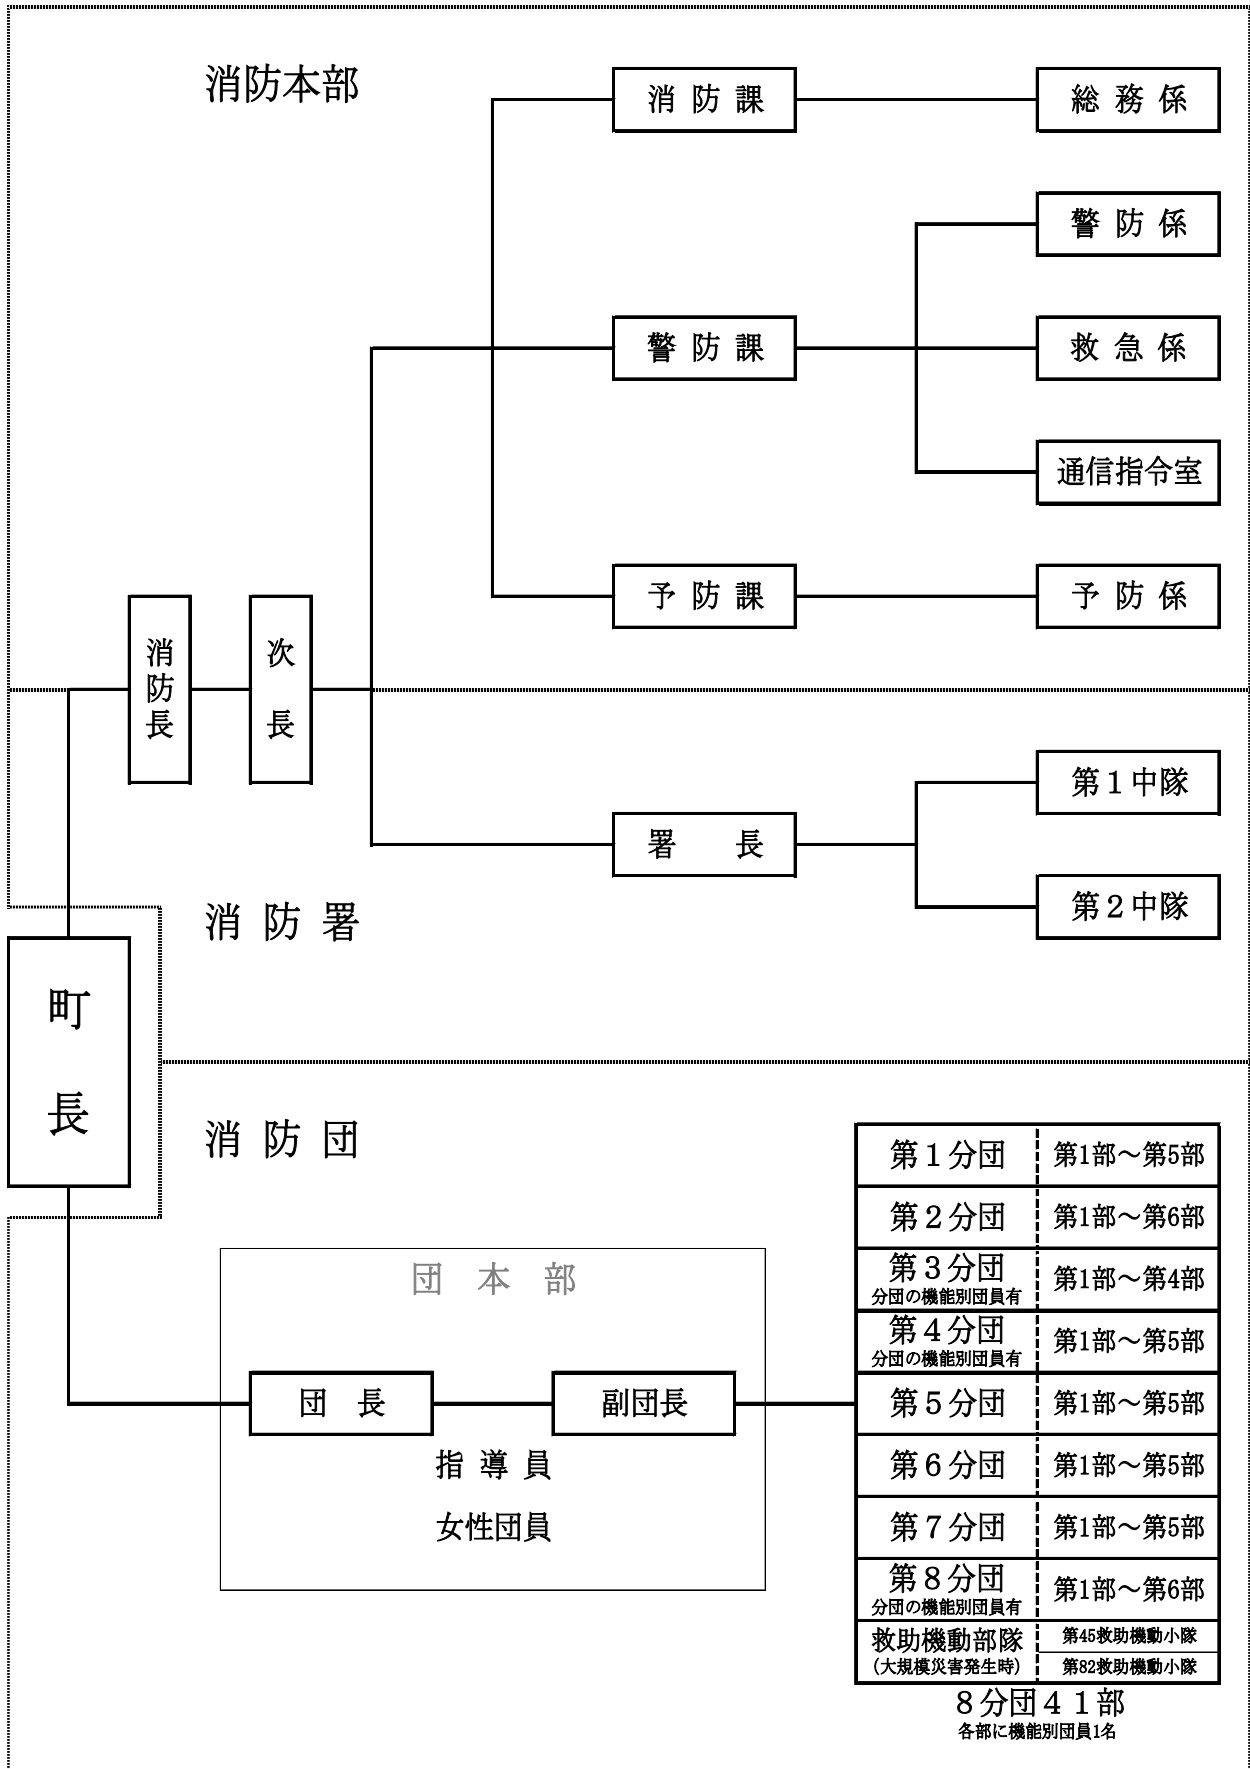 消防本部
消防課
総務係
警防係
警防課
救急係
通信指令室
予防課
予防係
消防長
次長
第1中隊
署長
第2中隊
消防署
町長
消防団
第1分団 第1部～第5部
第2分団 第1部～第6部
第3分団
分団の機能別団員有
第1部～第4部
第4分団
分団の機能別団員有
第1部～第5部
第5分団 第1部～第5部
第6分団 第1部～第5部
第7分団 第1部～第5部
第8分団
分団の機能別団員有
第1部～第6部
救助機動部隊
(大規模災害発生時)
第45救助機動小隊
第82救助機動小隊
8分団41部
各部に機能別団員1名
団本部
団長
副団長
指導員
女性団員